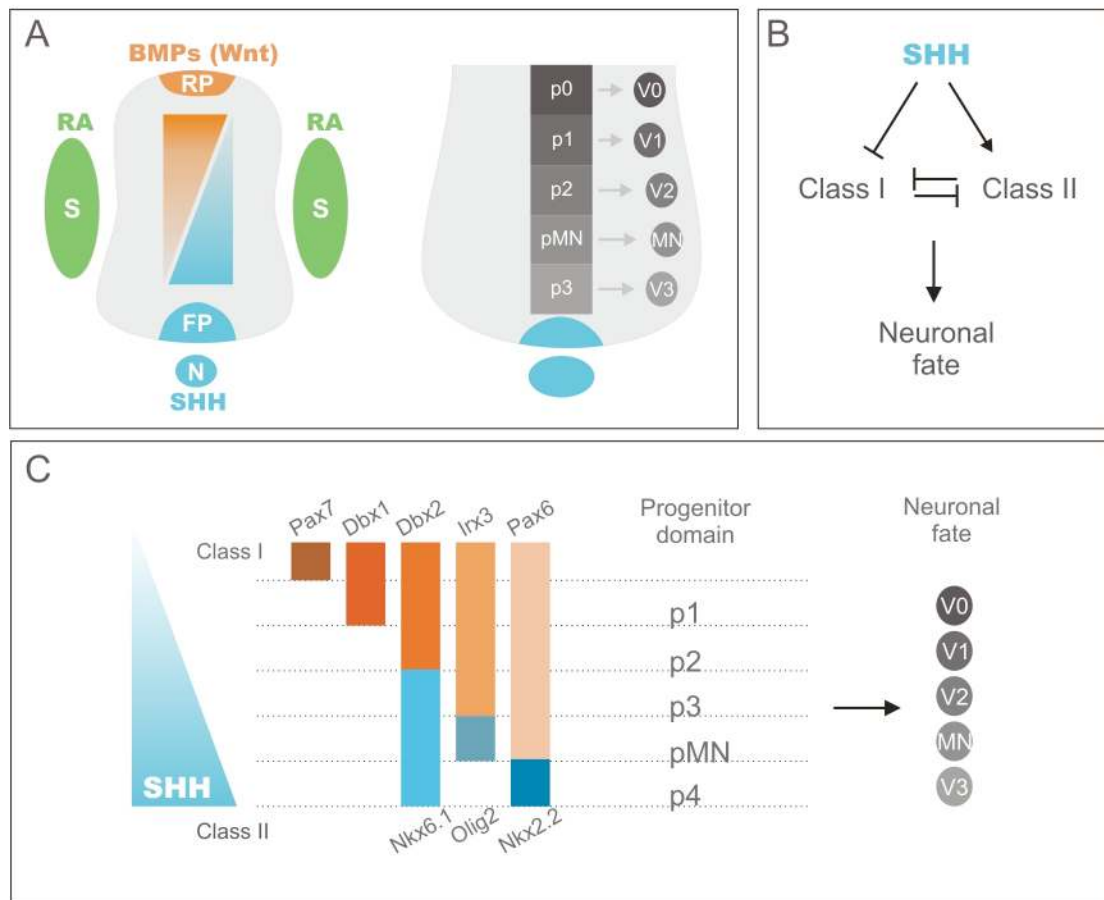 A
BMPs (Wnt)
RP
RA
RA
S
S
FP
N
SHH
p0
V0
p1
V1
p2
V2
pMN
MN
p3
V3
B
SHH
Class I
Class II
Neuronal
fate
C
Pax7
Dbx1
Dbx2
Irx3
Pax6
Progenitor
domain
Neuronal
fate
Class I
p1
p2
p3
pMN
p4
V0
V1
V2
MN
V3
SHH
Class II
Nkx6.1
Olig2
Nkx2.2